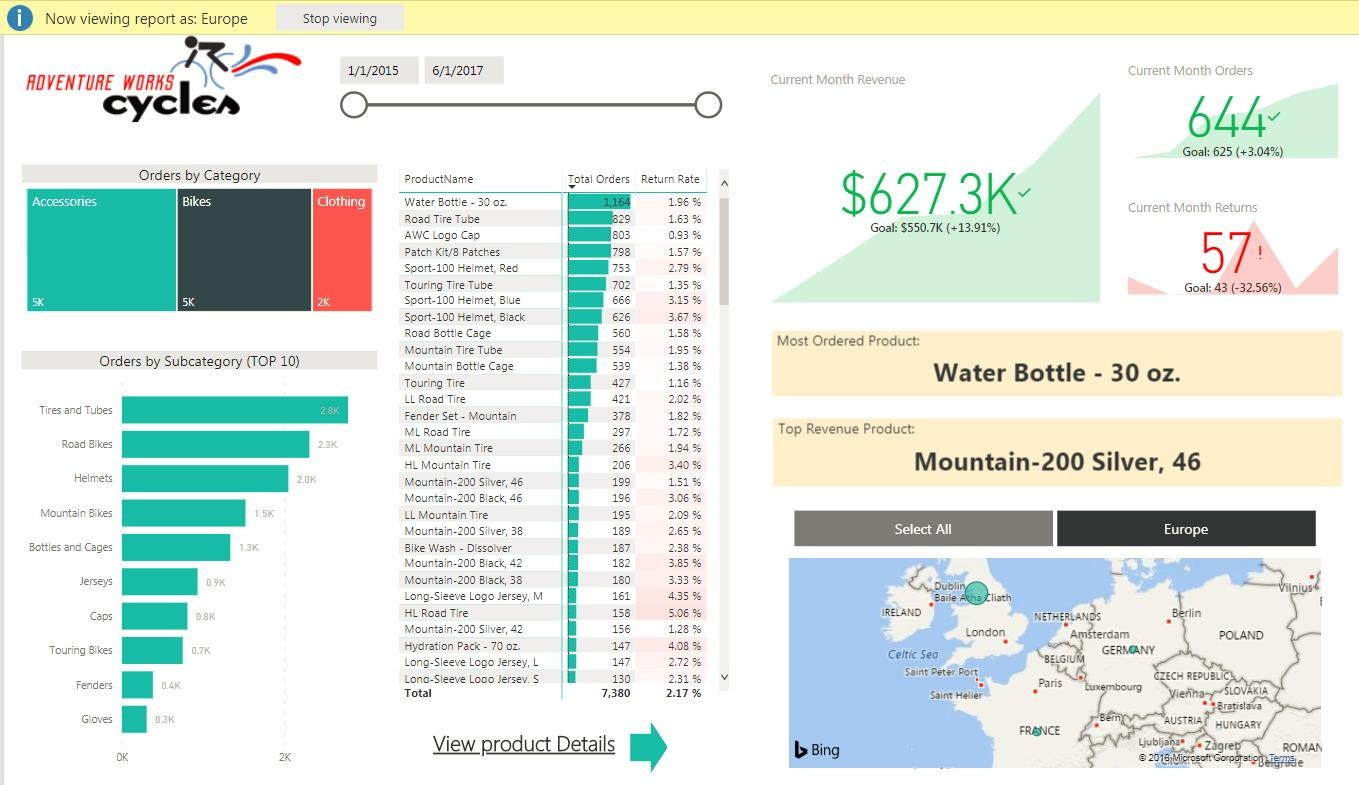 Now viewing report as: Europe
Stop viewing
ADVENTURE WORKS
cycles
1/1/2015
6/1/2017
Orders by Category
Accessories
5K
Bikes
5K
Clothing
2K
Orders by Subcategory (TOP 10)
Tires and Tubes 2.8K
Road Bikes 2.3K
Helmets 2.0K
Mountain Bikes 1.5K
Bottles and Cages 1.3K
Jerseys 0.9K
Caps 0.8K
Touring Bikes 0.7K
Fenders 0.4K
Gloves 0.3K
0K 2K
ProductName Total Orders Return Rate
Water Bottle - 30 oz. 1,164 1.96 %
Road Tire Tube 829 1.63 %
AWC Logo Cap 803 0.93 %
Patch Kit/8 Patches 798 1.57 %
Sport-100 Helmet, Red 753 2.79 %
Touring Tire Tube 702 1.35 %
Sport-100 Helmet, Blue 666 3.15 %
Sport-100 Helmet, Black 626 3.67 %
Road Bottle Cage 560 1.58 %
Mountain Tire Tube 554 1.95 %
Mountain Bottle Cage 539 1.38 %
Touring Tire 427 1.16 %
LL Road Tire 421 2.02 %
Fender Set - Mountain 378 1.82 %
ML Road Tire 297 1.72 %
ML Mountain Tire 266 1.94 %
HL Mountain Tire 206 3.40 %
Mountain-200 Silver, 46 199 1.51 %
Mountain-200 Black, 46 196 3.06 %
LL Mountain Tire 195 2.09 %
Mountain-200 Silver, 38 189 2.65 %
Bike Wash - Dissolver 187 2.38 %
Mountain-200 Black, 42 182 3.85 %
Mountain-200 Black, 38 180 3.33 %
Long-Sleeve Logo Jersey, M 161 4.35 %
HL Road Tire 158 5.06 %
Mountain-200 Silver, 42 156 1.28 %
Hydration Pack - 70 oz. 147 4.08 %
Long-Sleeve Logo Jersey, L 147 2.72 %
Long-Sleeve Logo Jersey, S 130 2.31 %
Total 7,380 2.17 %
View product Details
Current Month Revenue
$627.3K
Goal: $550.7K (+13.91%)
Current Month Orders
644
Goal: 625 (+3.04%)
Current Month Returns
57!
Goal: 43 (-32.56%)
Most Ordered Product:
Water Bottle - 30 oz.
Top Revenue Product:
Mountain-200 Silver, 46
Select All
Europe
Dublin
Baile Atha Cliath
IRELAND
London
Celtic Sea
Saint Peter Port
Saint Helier
NETHERLANDS
Amsterdam
Berlin
Vilnius
POLAND
GERMANY
BELGIUM
Luxembourg
Paris
CZECH REPUBLIC
SLOVAKIA
Vienna
Bratislava
FRANCE
Bern
AUSTRIA
HUNGARY
Ljubljana
Zagreb
ROMAN
Belgrade
Bing
© 2016 Microsoft Corporation Terms